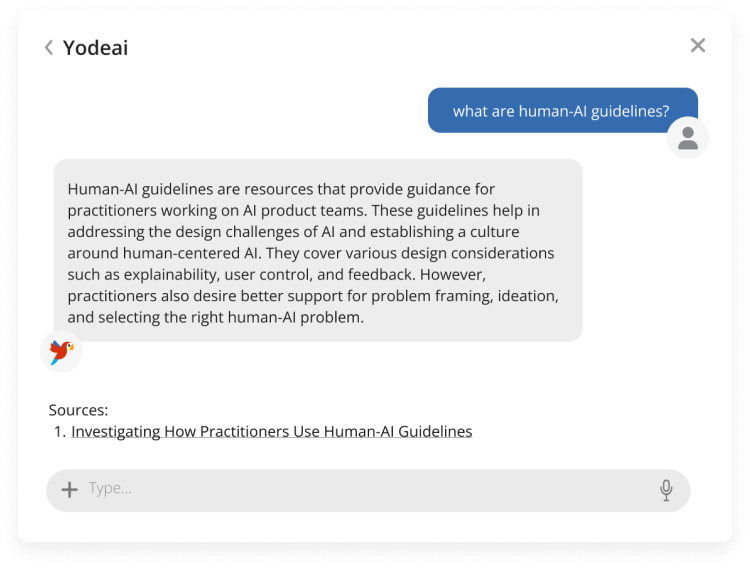 Yodeai
what are human-AI guidelines?
Human-AI guidelines are resources that provide guidance for
practitioners working on AI product teams. These guidelines help in
addressing the design challenges of AI and establishing a culture
around human-centered AI. They cover various design considerations
such as explainability, user control, and feedback. However,
practitioners also desire better support for problem framing, ideation,
and selecting the right human-AI problem.
Sources:
1. Investigating How Practitioners Use Human-AI Guidelines
Type...